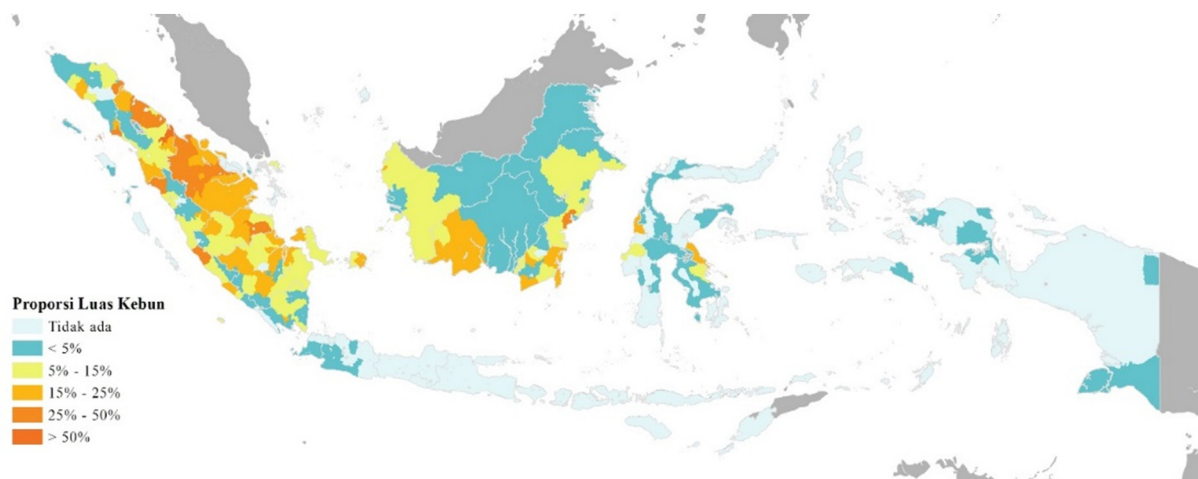 Proporsi Luas Kebun
Tidak ada
< 5%
5% - 15%
15% - 25%
25% - 50%
> 50%